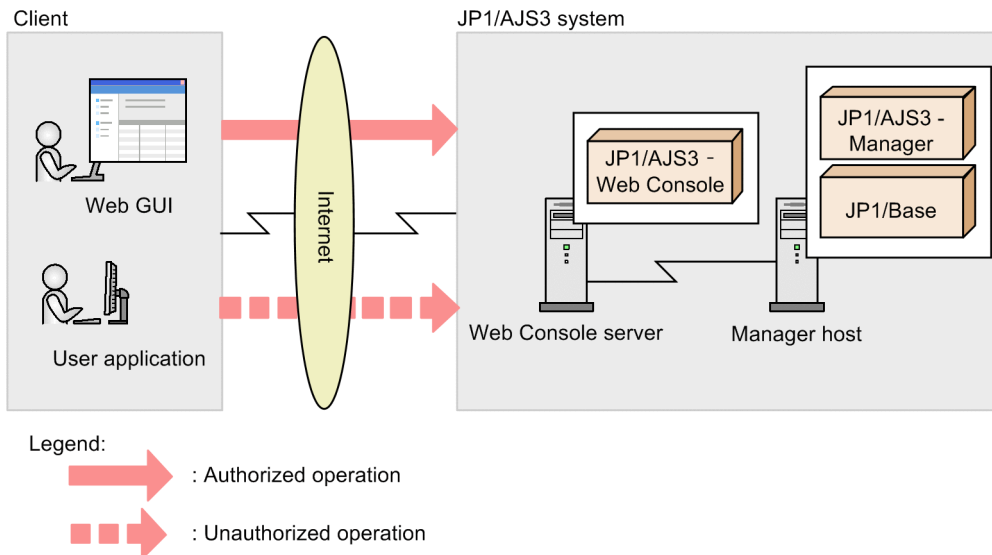 Client
JP1/AJS3 system
JP1/AJS3 -
Manager
JP1/AJS3 -
Web Console
JP1/Base
Web GUI
Internet
User application
Web Console server
Manager host
Legend:
: Authorized operation
: Unauthorized operation